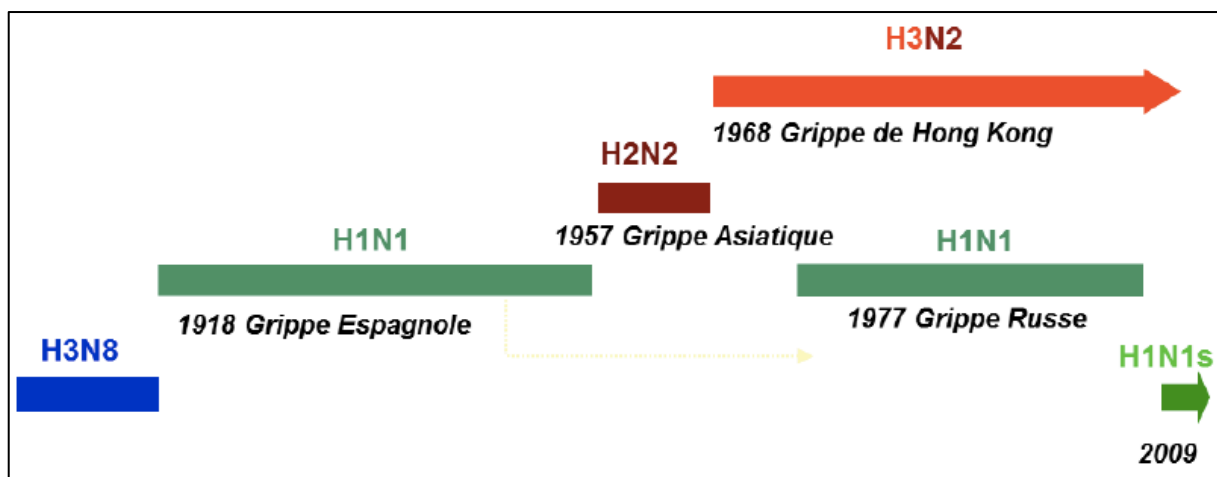 H3N2
1968 Grippe de Hong Kong
H2N2
1957 Grippe Asiatique
H1N1
H1N1
1918 Grippe Espagnole
1977 Grippe Russe
H3N8
H1N1s
2009